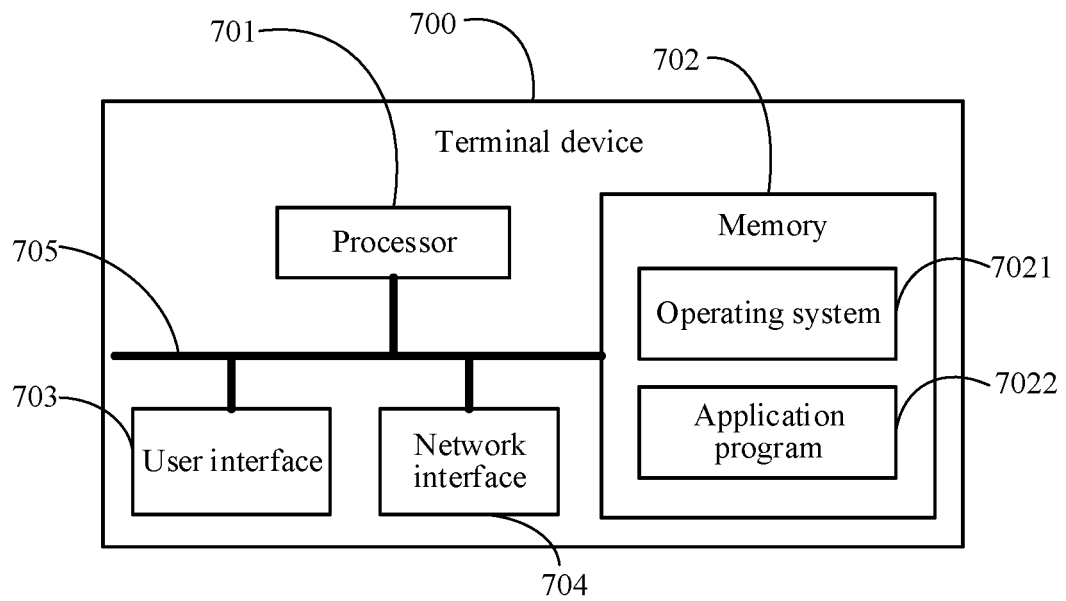 700
701
702
Terminal device
Memory
Processor
705
7021
Operating system
7022
703
Application
program
User interface
Network
interface
704